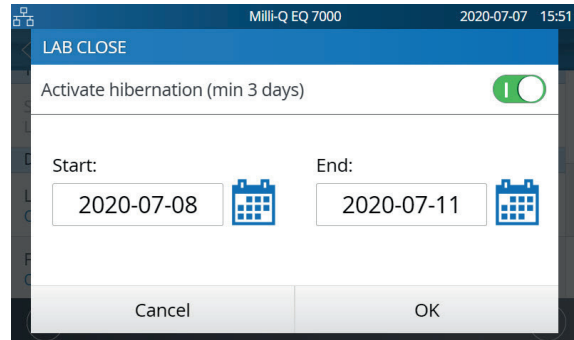 Milli-Q EQ 7000 2020-07-07 15:51
LAB CLOSE
Activate hibernation (min 3 days)
Start: End:
2020-07-08 2020-07-11
Cancel OK